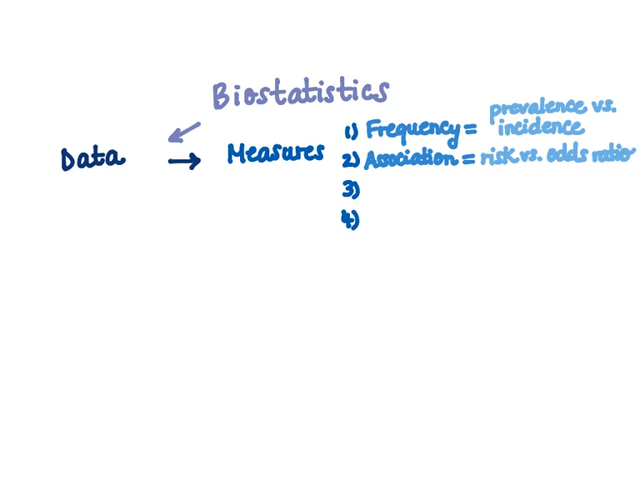 Biostatistics
Data → Measures
1) Frequency = prevalence vs. incidence
2) Association = risk vs. odds ratio
3)
4)